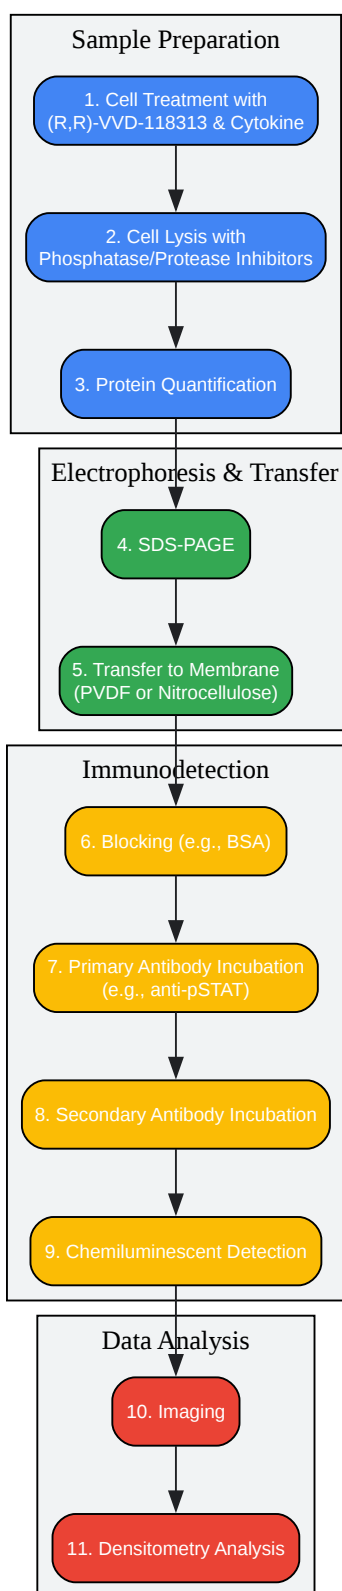 Sample Preparation
1. Cell Treatment with
(R,R)-VVD-118313 & Cytokine
2. Cell Lysis with
Phosphatase/Protease Inhibitors
3. Protein Quantification
Electrophoresis & Transfer
4. SDS-PAGE
5. Transfer to Membrane
(PVDF or Nitrocellulose)
Immunodetection
6. Blocking (e.g., BSA)
7. Primary Antibody Incubation
(e.g., anti-pSTAT)
8. Secondary Antibody Incubation
9. Chemiluminescent Detection
Data Analysis
10. Imaging
11. Densitometry Analysis